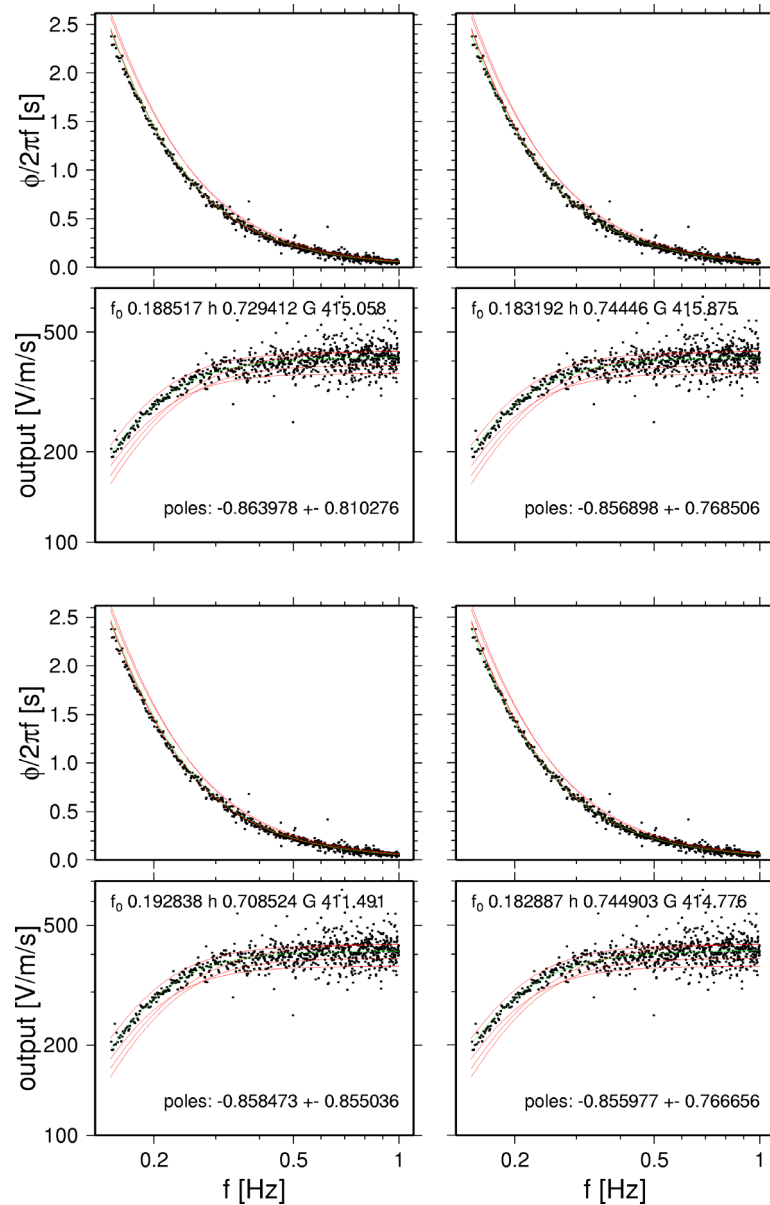 2.5
2.0
1.5
1.0
0.5
0.0
ϕ/2πf [s]
f₀ 0.188517 h 0.729412 G 415.058
f₀ 0.183192 h 0.74446 G 415.875
500
200
100
output [V/m/s]
poles: -0.863978 +- 0.810276
poles: -0.856898 +- 0.768506
2.5
2.0
1.5
1.0
0.5
0.0
ϕ/2πf [s]
f₀ 0.192838 h 0.708524 G 411.491
f₀ 0.182887 h 0.744903 G 414.776
500
200
100
output [V/m/s]
poles: -0.858473 +- 0.855036
poles: -0.855977 +- 0.766656
0.2 0.5 1
0.2 0.5 1
f [Hz]
f [Hz]